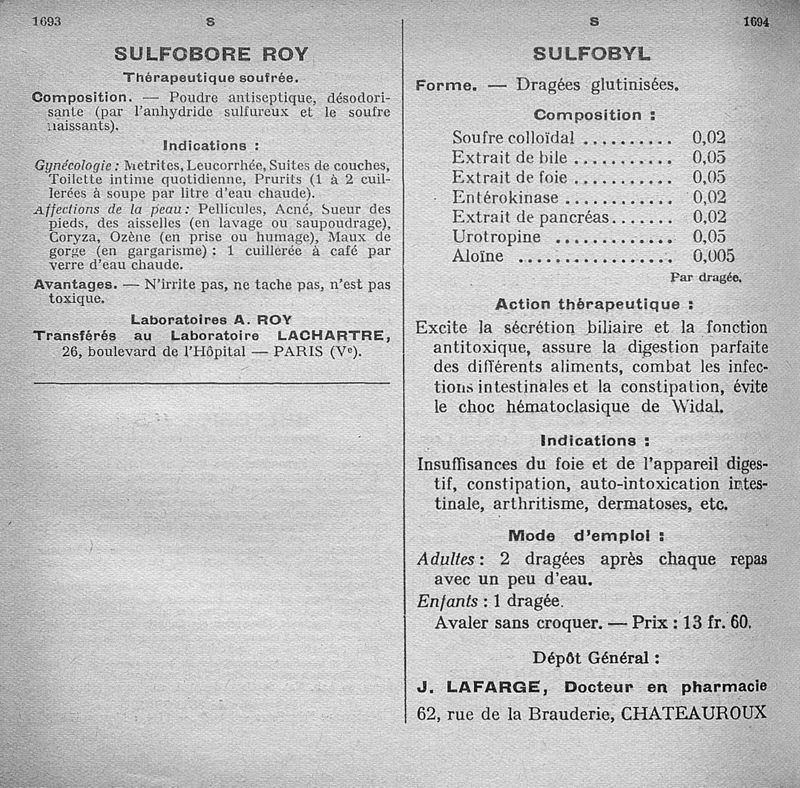 1693
S
SULFOBORE ROY
Thérapeutique soufrée.
Composition. — Poudre antiseptique, désodori-
sante (par l'anhydride sulfureux et le soufre
naissants).
Indications :
Gynécologie : Metrites, Leucorrhée, Suites de couches,
Toilette intime quotidienne, Prurits (1 à 2 cuil-
lerées à soupe par litre d'eau chaude).
Affections de la peau : Pellicules, Acné, Sueur des
pieds, des aisselles (en lavage ou saupoudrage),
Coryza, Ozène (en prise ou humage), Maux de
gorge (en gargarisme) : 1 cuillerée à café par
verre d'eau chaude.
Avantages. — N'irrite pas, ne tache pas, n'est pas
toxique.
Laboratoires A. ROY
Transférés au Laboratoire LACHARTRE,
26, boulevard de l'Hôpital — PARIS (Vᵉ).
S
1694
SULFOBYL
Forme. — Dragées glutinisées.
Composition :
Soufre colloïdal .......... 0,02
Extrait de bile ........... 0,05
Extrait de foie ........... 0,05
Entérokinase ............ 0,02
Extrait de pancréas....... 0,02
Urotropine ............. 0,05
Aloïne ................. 0,005
Par dragée.
Action thérapeutique :
Excite la sécrétion biliaire et la fonction
antitoxique, assure la digestion parfaite
des différents aliments, combat les infec-
tions intestinales et la constipation, évite
le choc hématoclasique de Widal.
Indications :
Insuffisances du foie et de l'appareil diges-
tif, constipation, auto-intoxication intes-
tinale, arthritisme, dermatoses, etc.
Mode d'emploi :
Adultes : 2 dragées après chaque repas
avec un peu d'eau.
Enfants : 1 dragée.
Avaler sans croquer. — Prix : 13 fr. 60.
Dépôt Général :
J. LAFARGE, Docteur en pharmacie
62, rue de la Brauderie, CHATEAUROUX